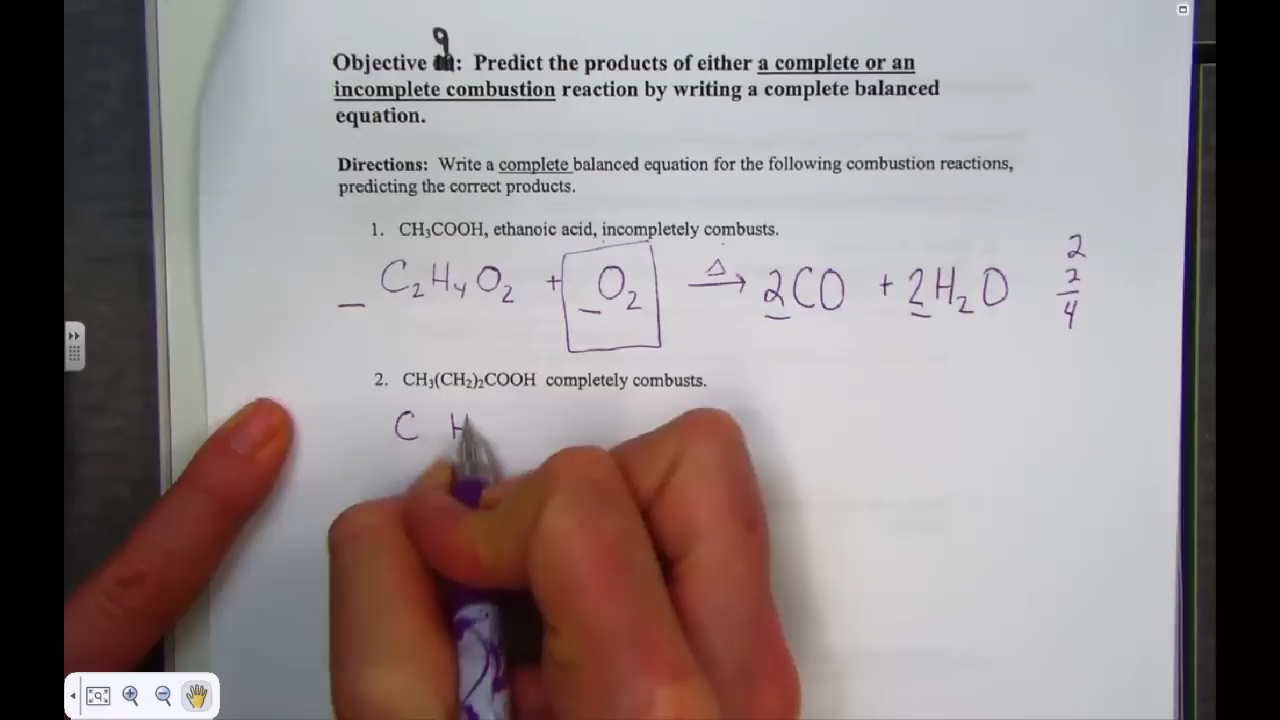 Objective 9: Predict the products of either a complete or an
incomplete combustion reaction by writing a complete balanced
equation.
Directions: Write a complete balanced equation for the following combustion reactions,
predicting the correct products.
1. CH₃COOH, ethanoic acid, incompletely combusts.
_ C₂H₄O₂ + _ O₂ —Δ→ 2CO + 2H₂O
2
2
4
2. CH₃(CH₂)₂COOH completely combusts.
C H